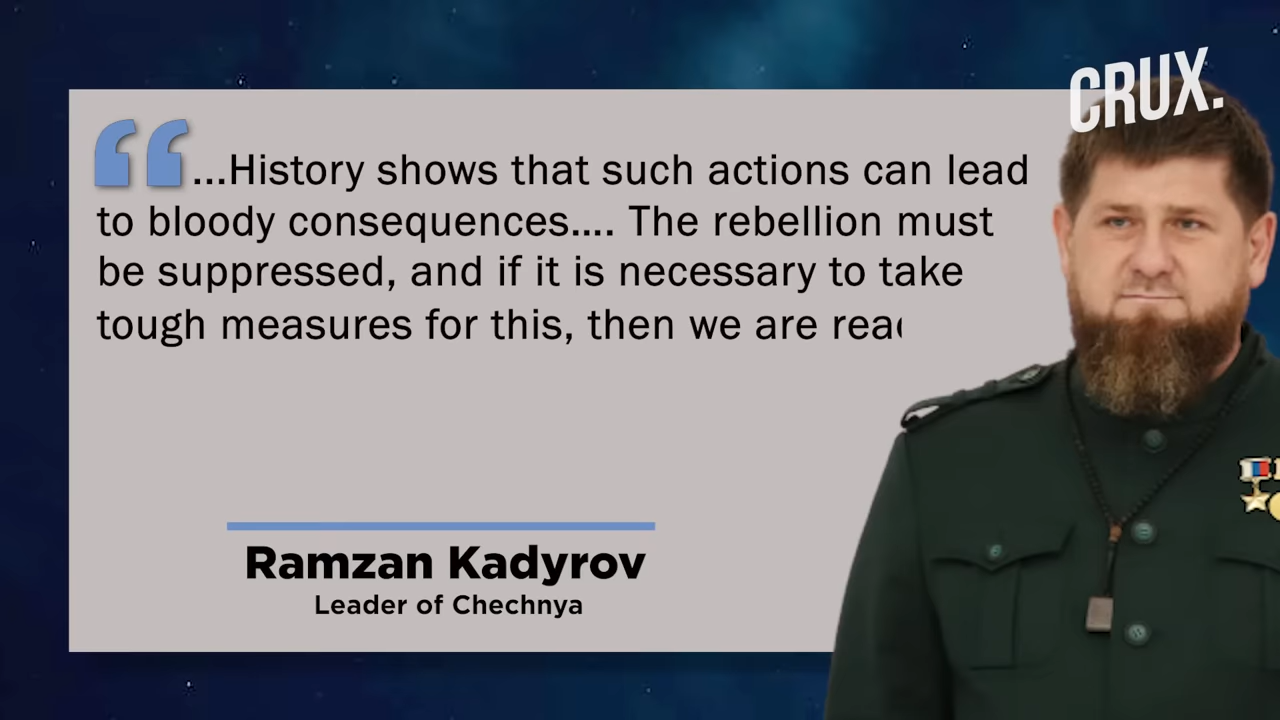 CRUX.
“...History shows that such actions can lead
to bloody consequences.... The rebellion must
be suppressed, and if it is necessary to take
tough measures for this, then we are
Ramzan Kadyrov
Leader of Chechnya